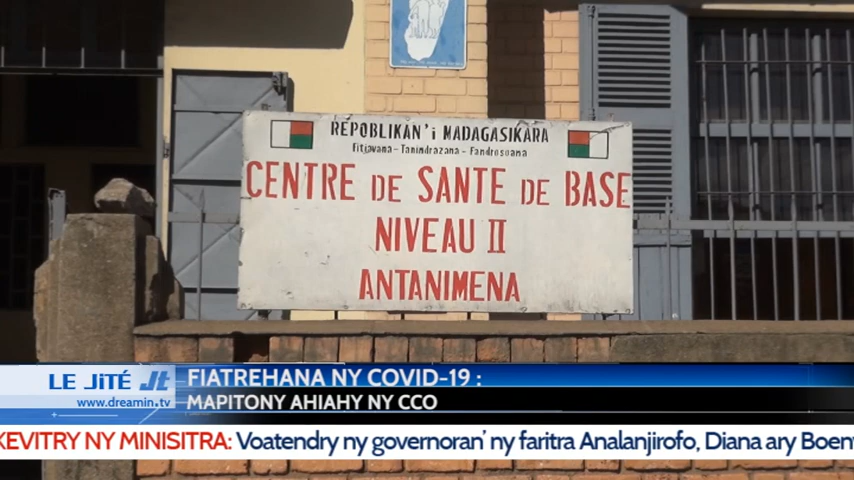 REPOBLIKAN'i MADAGASIKARA
Fitiavana - Tanindrazana - Fandrosoana
CENTRE DE SANTE DE BASE
NIVEAU II
ANTANIMENA
LE JiTÉ Jt
www.dreamin.tv
FIATREHANA NY COVID-19 :
MAPITONY AHIAHY NY CCO
KEVITRY NY MINISITRA: Voatendry ny governoran' ny faritra Analanjirofo, Diana ary Boen